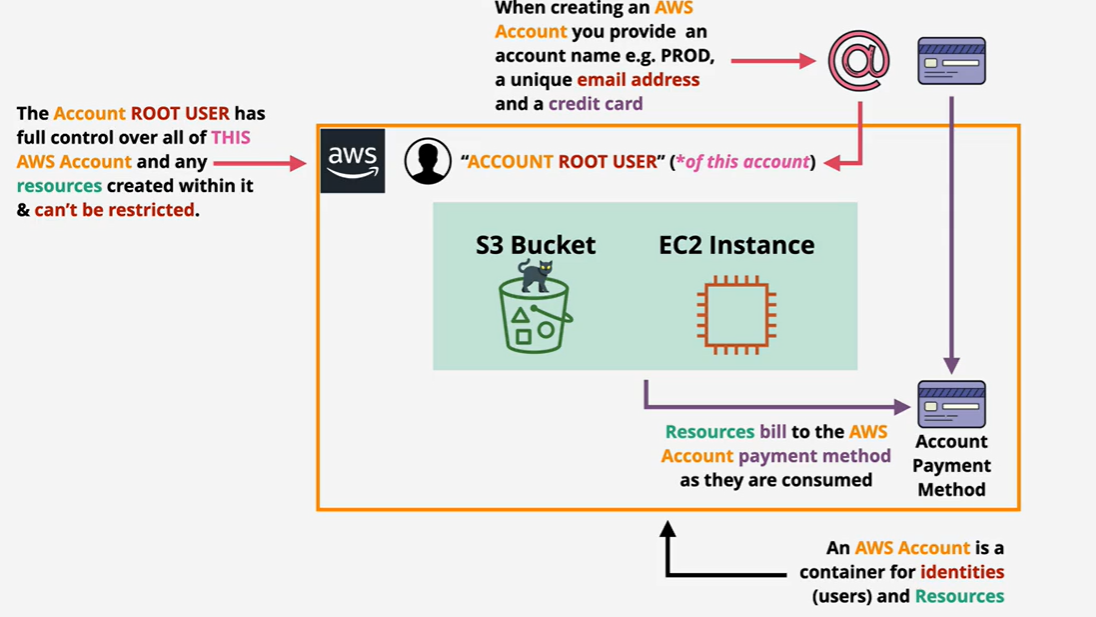 When creating an AWS
Account you provide an
account name e.g. PROD,
a unique email address
and a credit card
The Account ROOT USER has
full control over all of THIS
AWS Account and any
resources created within it
& can't be restricted.
aws
“ACCOUNT ROOT USER” (*of this account)
S3 Bucket
EC2 Instance
Resources bill to the AWS
Account payment method
as they are consumed
Account
Payment
Method
An AWS Account is a
container for identities
(users) and Resources